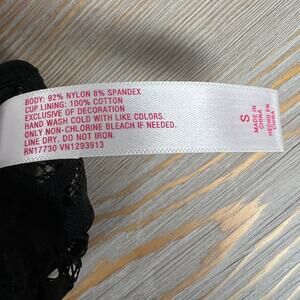 BODY: 92% NYLON 8% SPANDEX
CUP LINING: 100% COTTON
EXCLUSIVE OF DECORATION
HAND WASH COLD WITH LIKE COLORS.
ONLY NON-CHLORINE BLEACH IF NEEDED.
LINE DRY. DO NOT IRON.
RN17730 VN1293913
S
MADE IN
CHINA
HECHO EN
CHINA